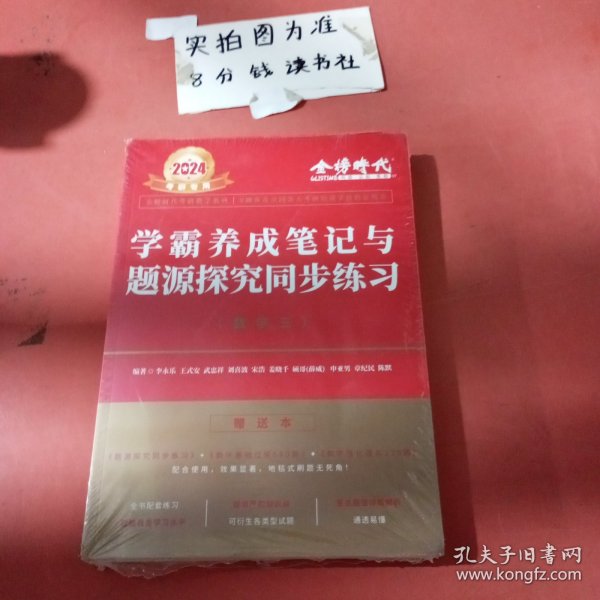 实拍图为准
8分钱读书社
2024
考研专用
金榜时代
GLISTIME
学霸养成笔记与
题源探究同步练习
(数学三)
编著 李永乐 王式安 武忠祥 刘喜波 宋浩 姜晓千 硕哥(薛威) 申亚男 章纪民 陈默
赠送本
配合使用,效果显著,地毯式刷题无死角!
全书配套练习
可衍生各类型试题
通透易懂
孔夫子旧书网
www.kongfz.com